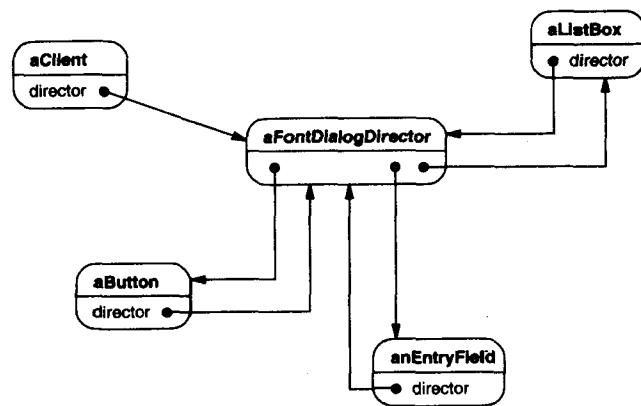 aClient
director
aListBox
director
aFontDialogDirector
aButton
director
anEntryField
director